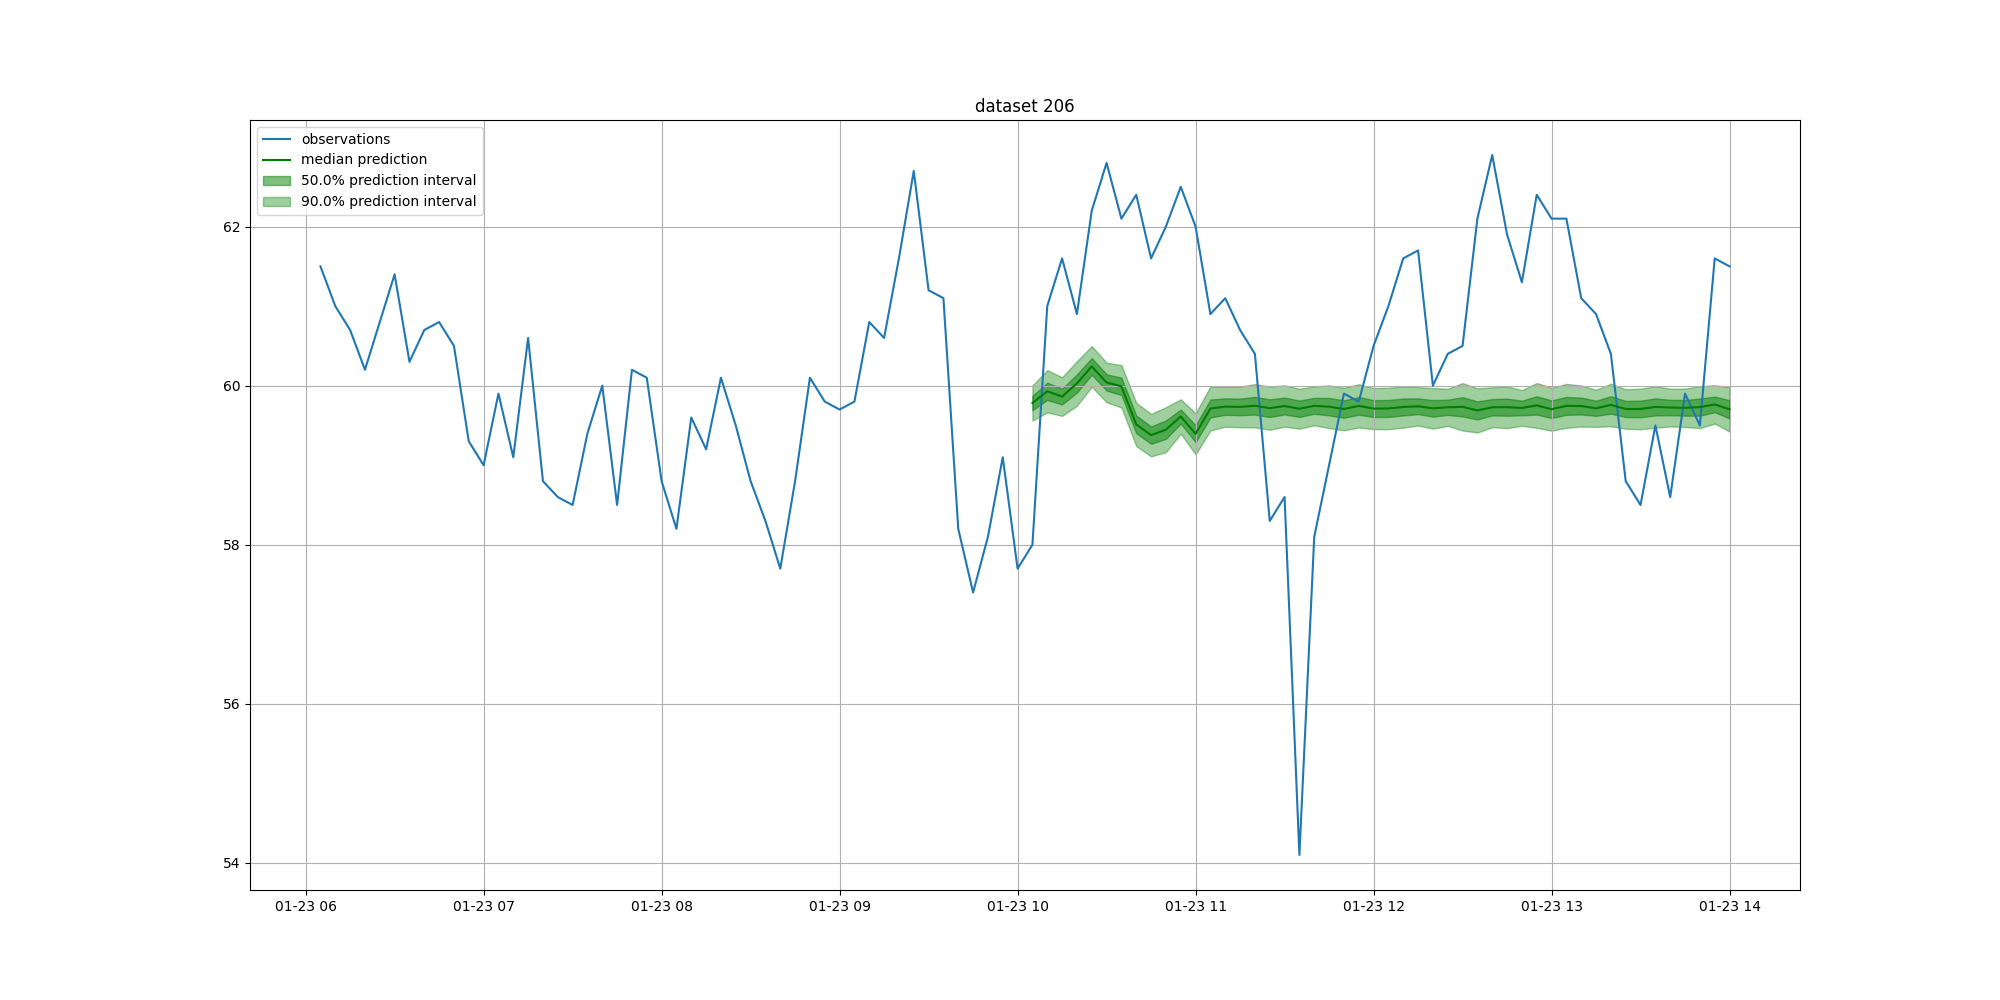 dataset 206
observations
median prediction
50.0% prediction interval
90.0% prediction interval
62
60
58
56
54
01-23 06 01-23 07 01-23 08 01-23 09 01-23 10 01-23 11 01-23 12 01-23 13 01-23 14